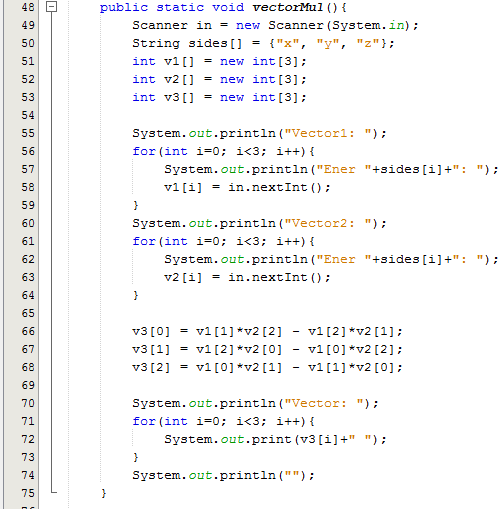 48 public static void vectorMul(){
49 Scanner in = new Scanner(System.in);
50 String sides[] = {"x", "y", "z"};
51 int v1[] = new int[3];
52 int v2[] = new int[3];
53 int v3[] = new int[3];
54
55 System.out.println("Vector1: ");
56 for(int i=0; i<3; i++){
57 System.out.println("Ener "+sides[i]+": ");
58 v1[i] = in.nextInt();
59 }
60 System.out.println("Vector2: ");
61 for(int i=0; i<3; i++){
62 System.out.println("Ener "+sides[i]+": ");
63 v2[i] = in.nextInt();
64 }
65
66 v3[0] = v1[1]*v2[2] - v1[2]*v2[1];
67 v3[1] = v1[2]*v2[0] - v1[0]*v2[2];
68 v3[2] = v1[0]*v2[1] - v1[1]*v2[0];
69
70 System.out.println("Vector: ");
71 for(int i=0; i<3; i++){
72 System.out.print(v3[i]+" ");
73 }
74 System.out.println("");
75 }